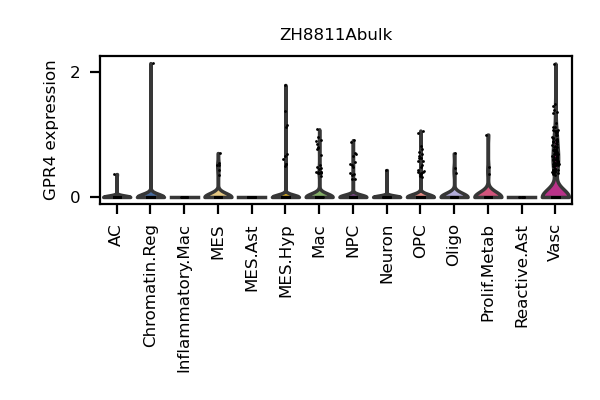 ZH8811Abulk
GPR4 expression
2
0
AC
Chromatin.Reg
Inflammatory.Mac
MES
MES.Ast
MES.Hyp
Mac
NPC
Neuron
OPC
Oligo
Prolif.Metab
Reactive.Ast
Vasc